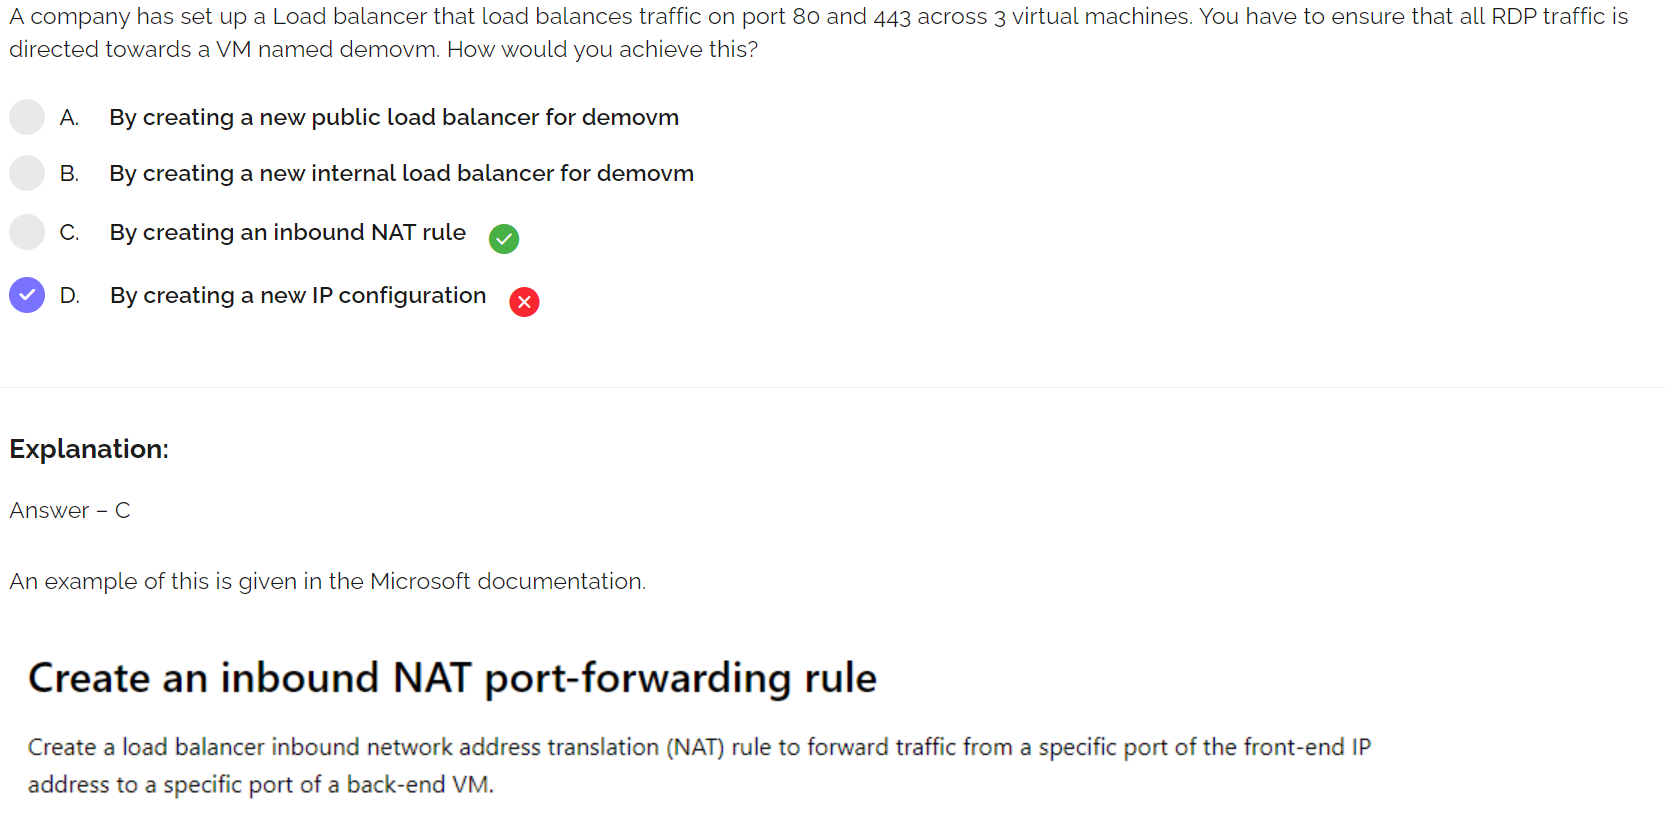 A company has set up a Load balancer that load balances traffic on port 80 and 443 across 3 virtual machines. You have to ensure that all RDP traffic is
directed towards a VM named demovm. How would you achieve this?
A. By creating a new public load balancer for demovm
B. By creating a new internal load balancer for demovm
C. By creating an inbound NAT rule
D. By creating a new IP configuration
Explanation:
Answer – C
An example of this is given in the Microsoft documentation.
Create an inbound NAT port-forwarding rule
Create a load balancer inbound network address translation (NAT) rule to forward traffic from a specific port of the front-end IP
address to a specific port of a back-end VM.